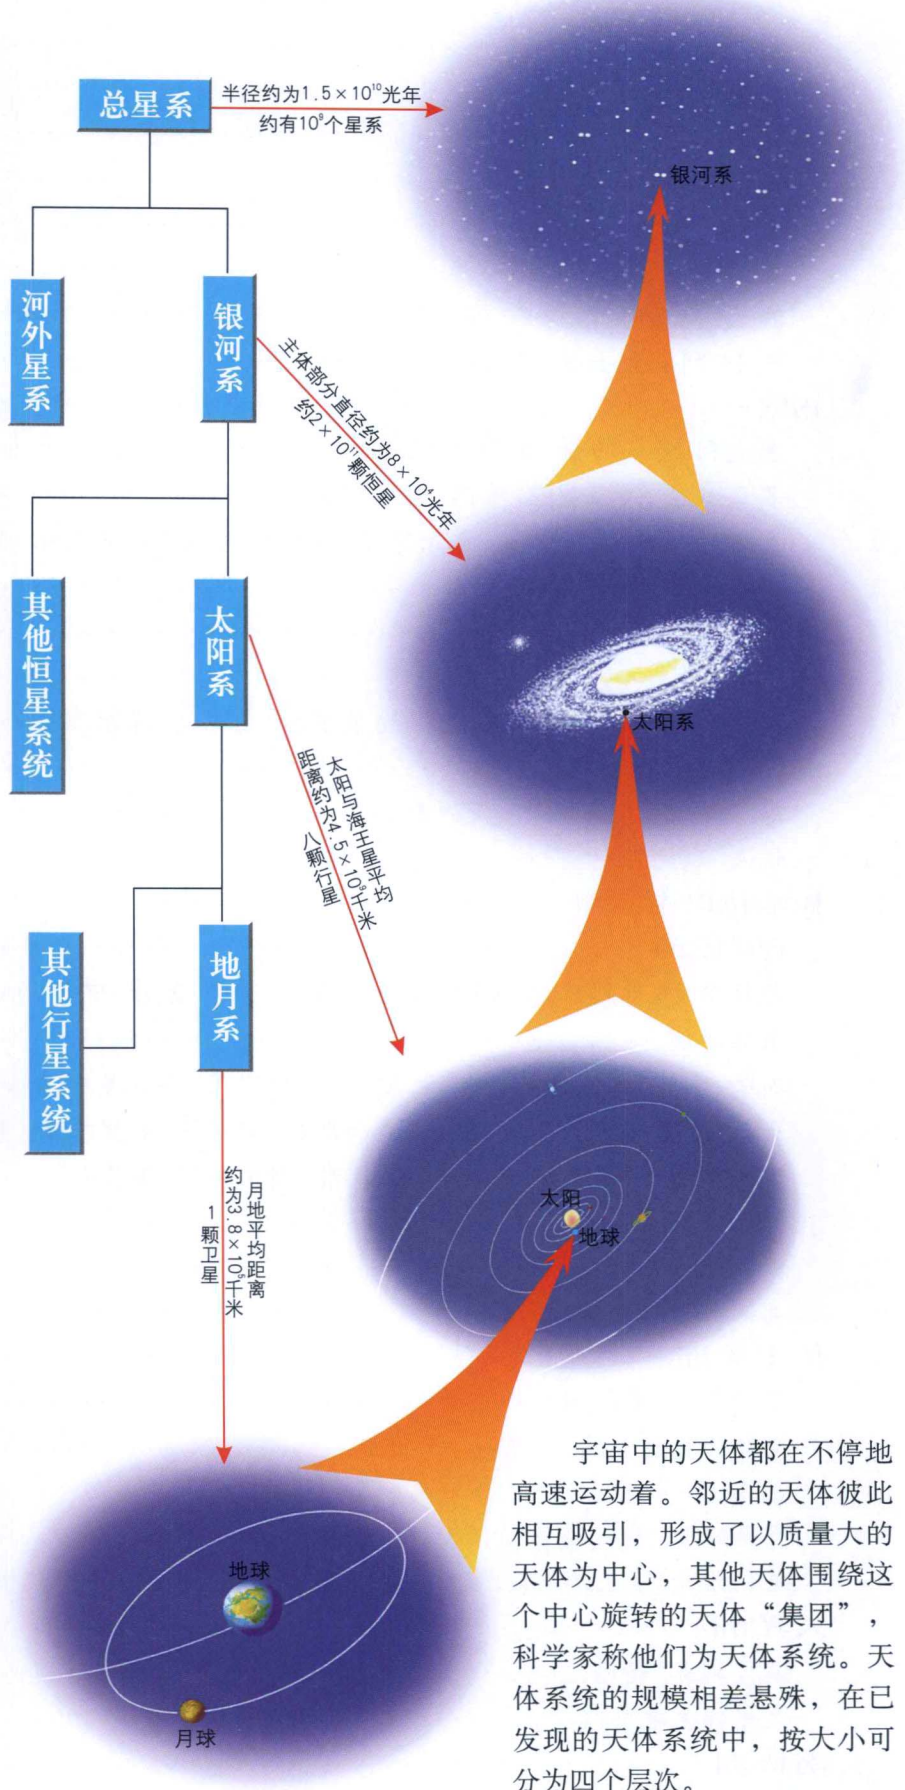 总星系
半径约为1.5×10¹⁰光年
约有10⁹个星系
银河系
河外星系
银河系
主体部分直径约为8×10⁴光年
约2×10¹¹颗恒星
其他恒星系统
太阳系
太阳系
太阳与海王星平均
距离约为4.5×10⁹千米
八颗行星
其他行星系统
地月系
太阳
地球
月地平均距离
约为3.8×10⁵千米
1颗卫星
地球
月球
宇宙中的天体都在不停地
高速运动着。邻近的天体彼此
相互吸引，形成了以质量大的
天体为中心，其他天体围绕这
个中心旋转的天体“集团”，
科学家称他们为天体系统。天
体系统的规模相差悬殊，在已
发现的天体系统中，按大小可
分为四个层次。